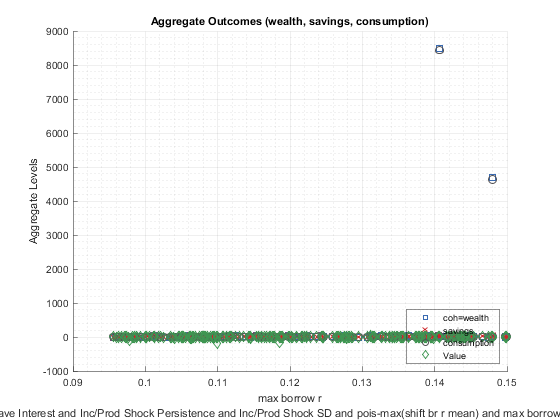 Aggregate Outcomes (wealth, savings, consumption)
9000
8000
7000
6000
5000
4000
3000
2000
1000
0
-1000
Aggregate Levels
0.09
0.1
0.11
0.12
0.13
0.14
0.15
max borrow r
coh=wealth
savings
consumption
Value
ave Interest and Inc/Prod Shock Persistence and Inc/Prod Shock SD and pois-max(shift br r mean) and max borrow